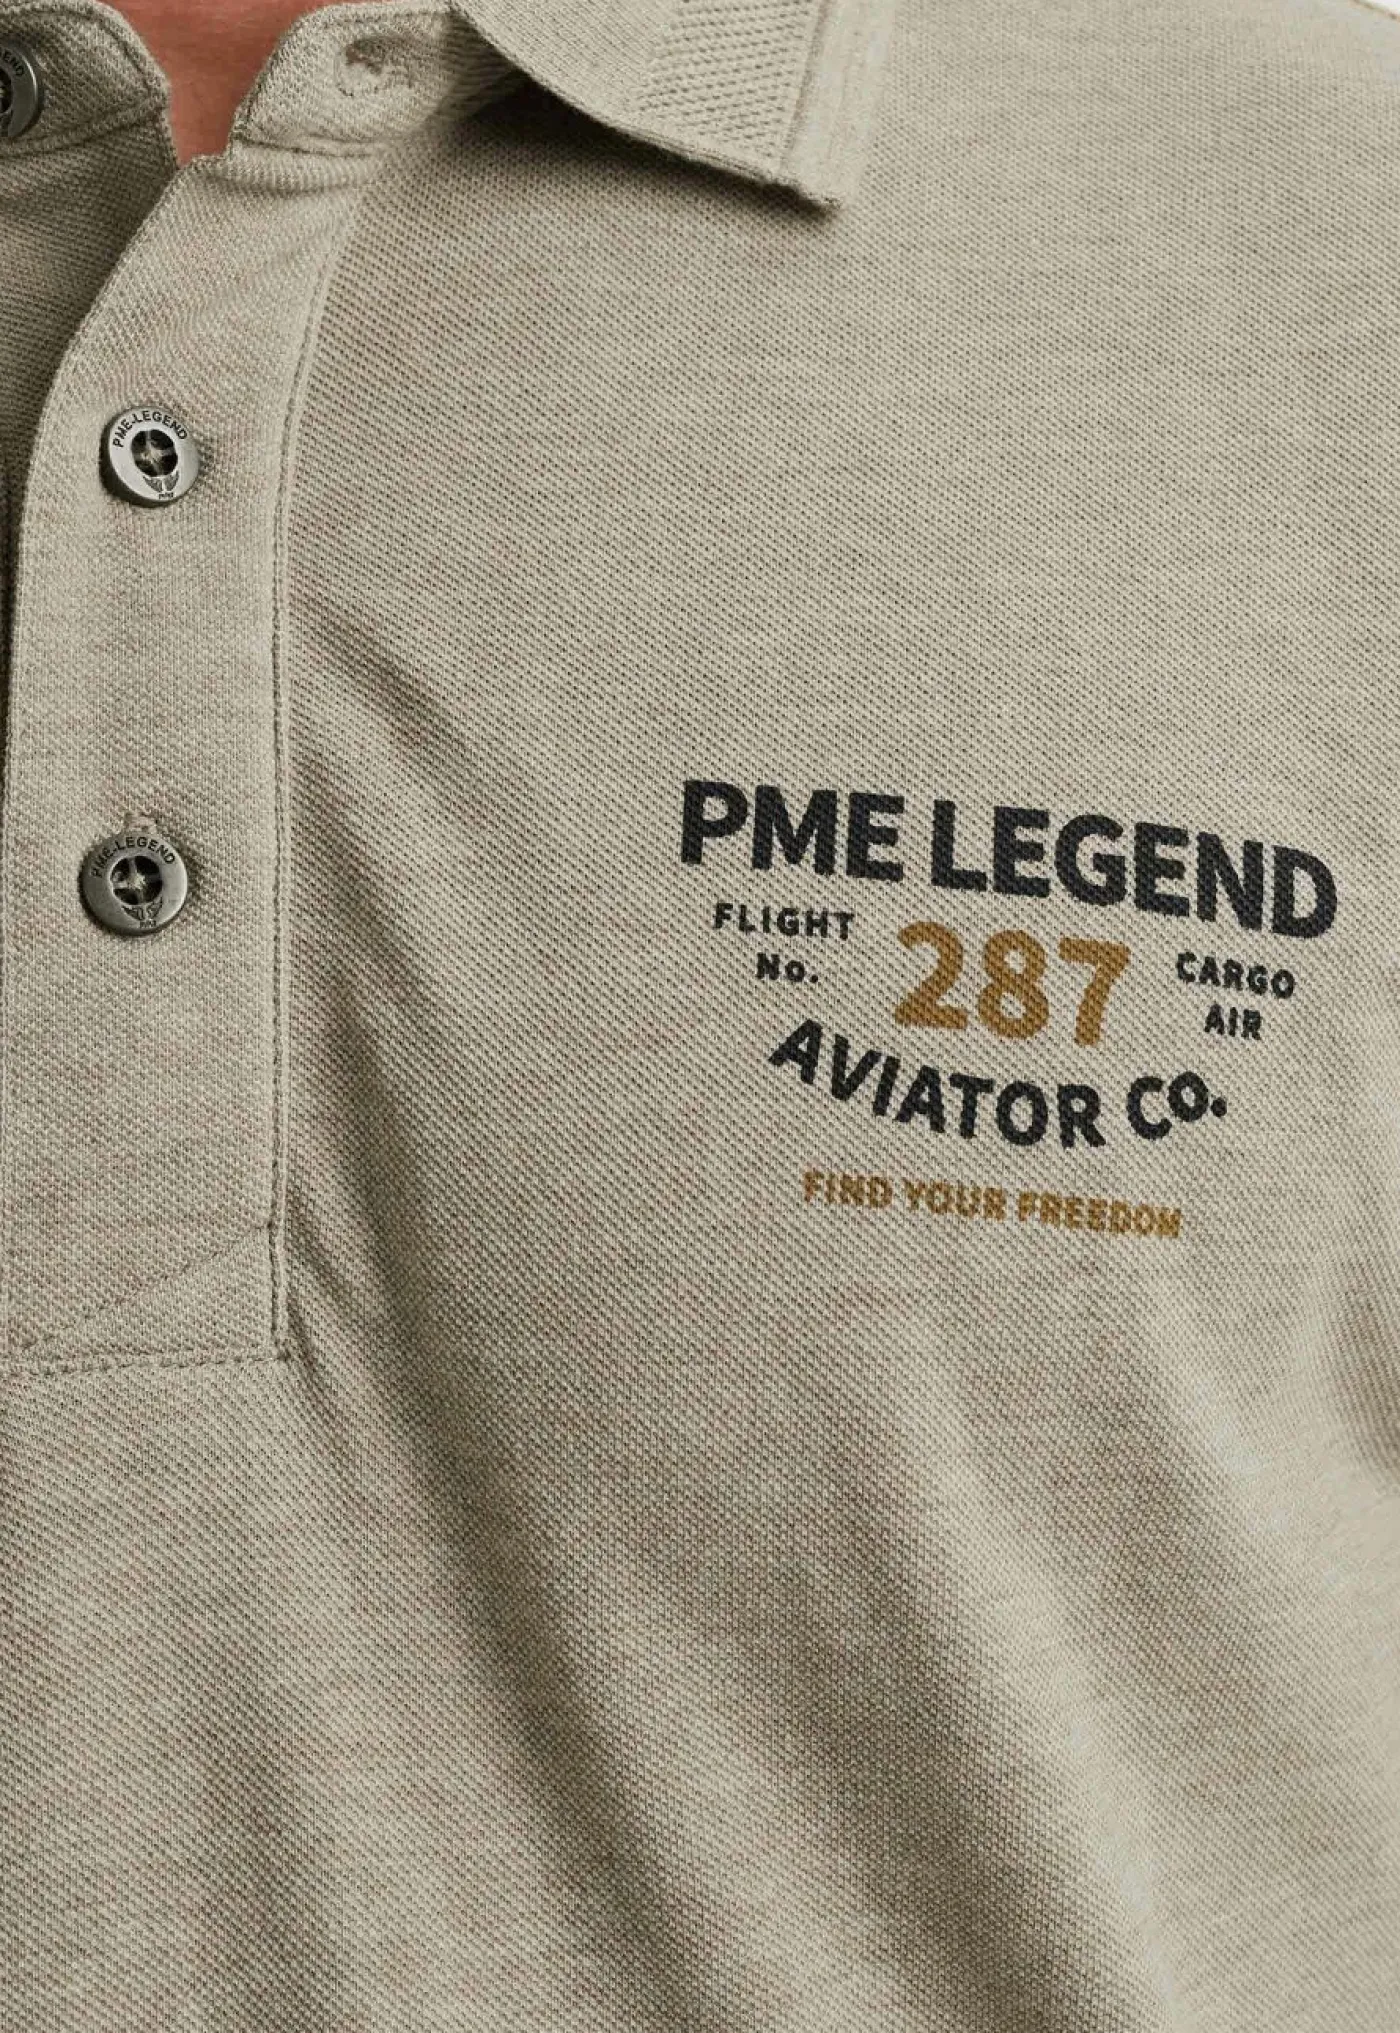 PME-LEGEND
PME-LEGEND
PME LEGEND
FLIGHT
No.
287
CARGO
AIR
AVIATOR Co.
FIND YOUR FREEDOM